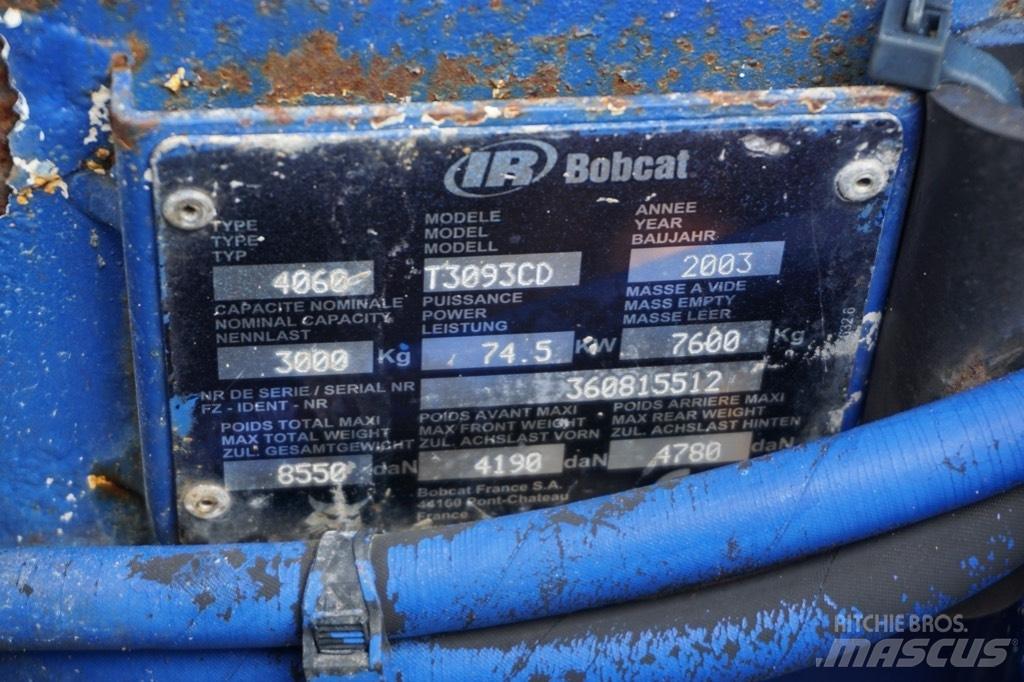 IR Bobcat
TYPE
TYPE
TYP
4060
MODELE
MODEL
MODELL
T3093CD
ANNEE
YEAR
BAUJAHR
2003
CAPACITE NOMINALE
NOMINAL CAPACITY
NENNLAST
3000 Kg
PUISSANCE
POWER
LEISTUNG
74.5 KW
MASSE A VIDE
MASS EMPTY
MASSE LEER
7600 Kg
NR DE SERIE / SERIAL NR
FZ - IDENT - NR
360815512
POIDS TOTAL MAXI
MAX TOTAL WEIGHT
ZUL. GESAMTGEWICHT
8550 daN
POIDS AVANT MAXI
MAX FRONT WEIGHT
ZUL. ACHSLAST VORN
4190 daN
POIDS ARRIERE MAXI
MAX REAR WEIGHT
ZUL. ACHSLAST HINTEN
4780 daN
Bobcat France S.A.
44160 Pont-Chateau
France
RITCHIE BROS.
MASCUS